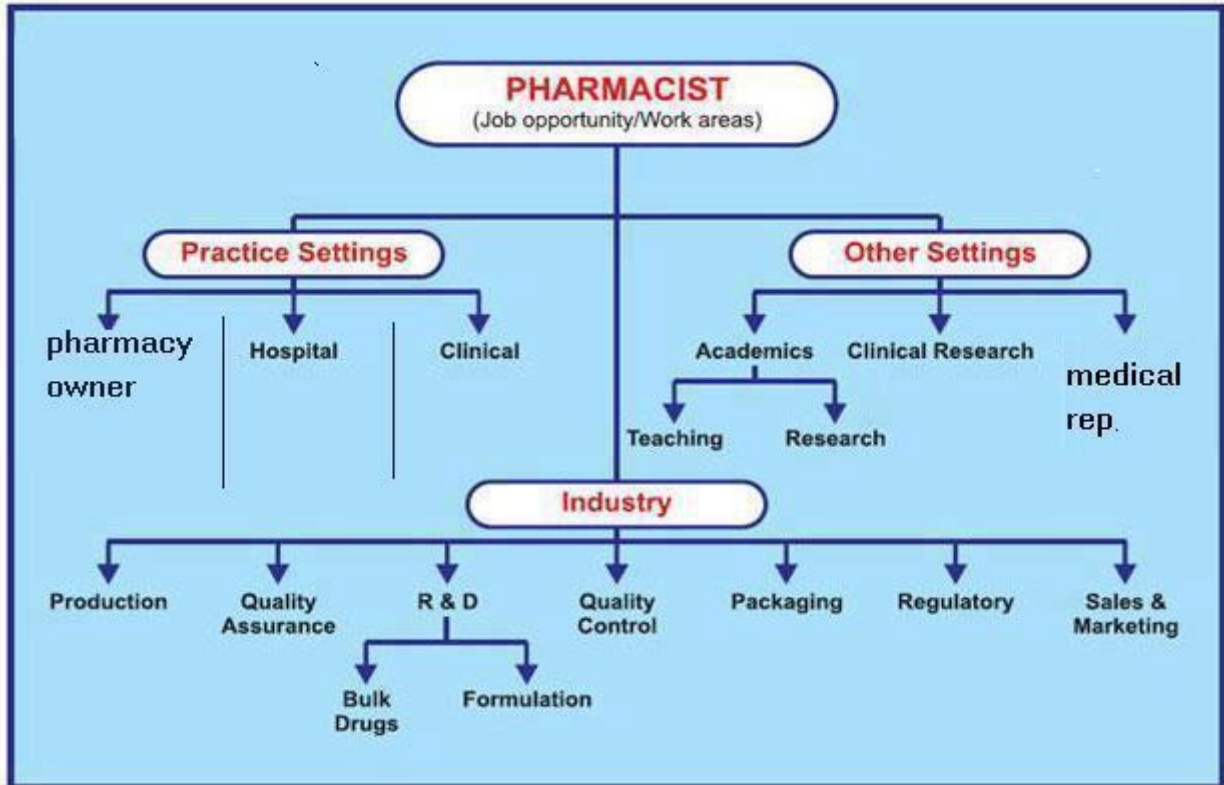 PHARMACIST
(Job opportunity/Work areas)
Practice Settings
Other Settings
pharmacy
owner
Hospital
Clinical
Academics
Clinical Research
medical
rep.
Teaching
Research
Industry
Production
Quality
Assurance
R & D
Quality
Control
Packaging
Regulatory
Sales &
Marketing
Bulk
Drugs
Formulation